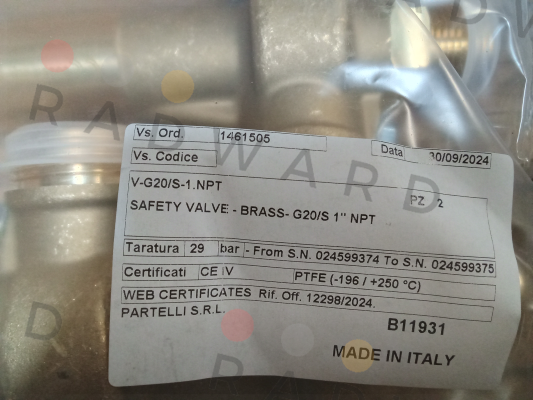 RADWARD
Vs. Ord. 1461505 Data 30/09/2024
Vs. Codice
V-G20/S-1.NPT PZ 2
SAFETY VALVE - BRASS- G20/S 1" NPT
Taratura 29 bar - From S.N. 024599374 To S.N. 024599375
Certificati CE IV PTFE (-196 / +250 °C)
WEB CERTIFICATES Rif. Off. 12298/2024.
PARTELLI S.R.L.
B11931
MADE IN ITALY